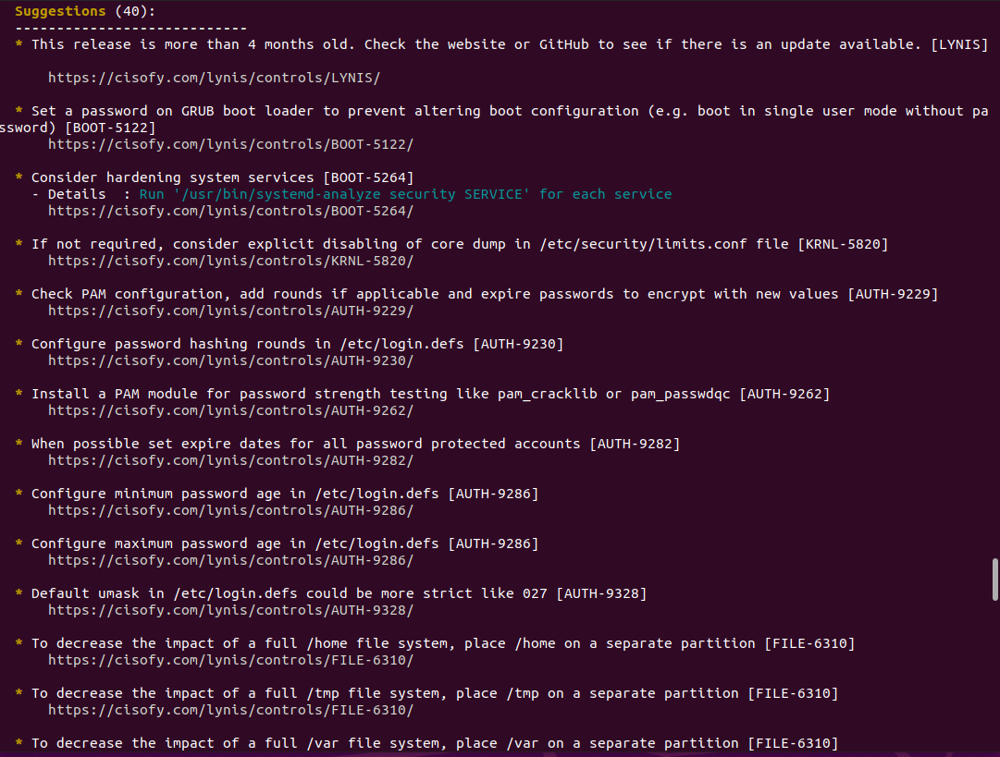 Suggestions (40):
----------------------------
* This release is more than 4 months old. Check the website or GitHub to see if there is an update available. [LYNIS]
https://cisofy.com/lynis/controls/LYNIS/
* Set a password on GRUB boot loader to prevent altering boot configuration (e.g. boot in single user mode without pa
ssword) [BOOT-5122]
https://cisofy.com/lynis/controls/BOOT-5122/
* Consider hardening system services [BOOT-5264]
- Details  : Run '/usr/bin/systemd-analyze security SERVICE' for each service
https://cisofy.com/lynis/controls/BOOT-5264/
* If not required, consider explicit disabling of core dump in /etc/security/limits.conf file [KRNL-5820]
https://cisofy.com/lynis/controls/KRNL-5820/
* Check PAM configuration, add rounds if applicable and expire passwords to encrypt with new values [AUTH-9229]
https://cisofy.com/lynis/controls/AUTH-9229/
* Configure password hashing rounds in /etc/login.defs [AUTH-9230]
https://cisofy.com/lynis/controls/AUTH-9230/
* Install a PAM module for password strength testing like pam_cracklib or pam_passwdqc [AUTH-9262]
https://cisofy.com/lynis/controls/AUTH-9262/
* When possible set expire dates for all password protected accounts [AUTH-9282]
https://cisofy.com/lynis/controls/AUTH-9282/
* Configure minimum password age in /etc/login.defs [AUTH-9286]
https://cisofy.com/lynis/controls/AUTH-9286/
* Configure maximum password age in /etc/login.defs [AUTH-9286]
https://cisofy.com/lynis/controls/AUTH-9286/
* Default umask in /etc/login.defs could be more strict like 027 [AUTH-9328]
https://cisofy.com/lynis/controls/AUTH-9328/
* To decrease the impact of a full /home file system, place /home on a separate partition [FILE-6310]
https://cisofy.com/lynis/controls/FILE-6310/
* To decrease the impact of a full /tmp file system, place /tmp on a separate partition [FILE-6310]
https://cisofy.com/lynis/controls/FILE-6310/
* To decrease the impact of a full /var file system, place /var on a separate partition [FILE-6310]